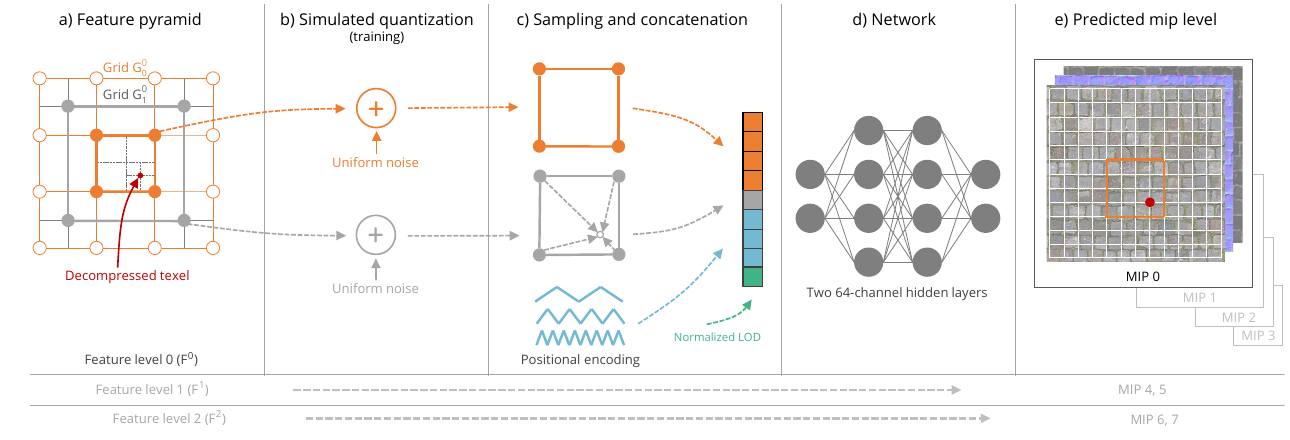 a) Feature pyramid
b) Simulated quantization
(training)
c) Sampling and concatenation
d) Network
e) Predicted mip level
Grid G₀⁰
Grid G₁⁰
Uniform noise
Uniform noise
Decompressed texel
Positional encoding
Normalized LOD
Two 64-channel hidden layers
MIP 0
MIP 1
MIP 2
MIP 3
Feature level 0 (F⁰)
Feature level 1 (F¹)
MIP 4, 5
Feature level 2 (F²)
MIP 6, 7